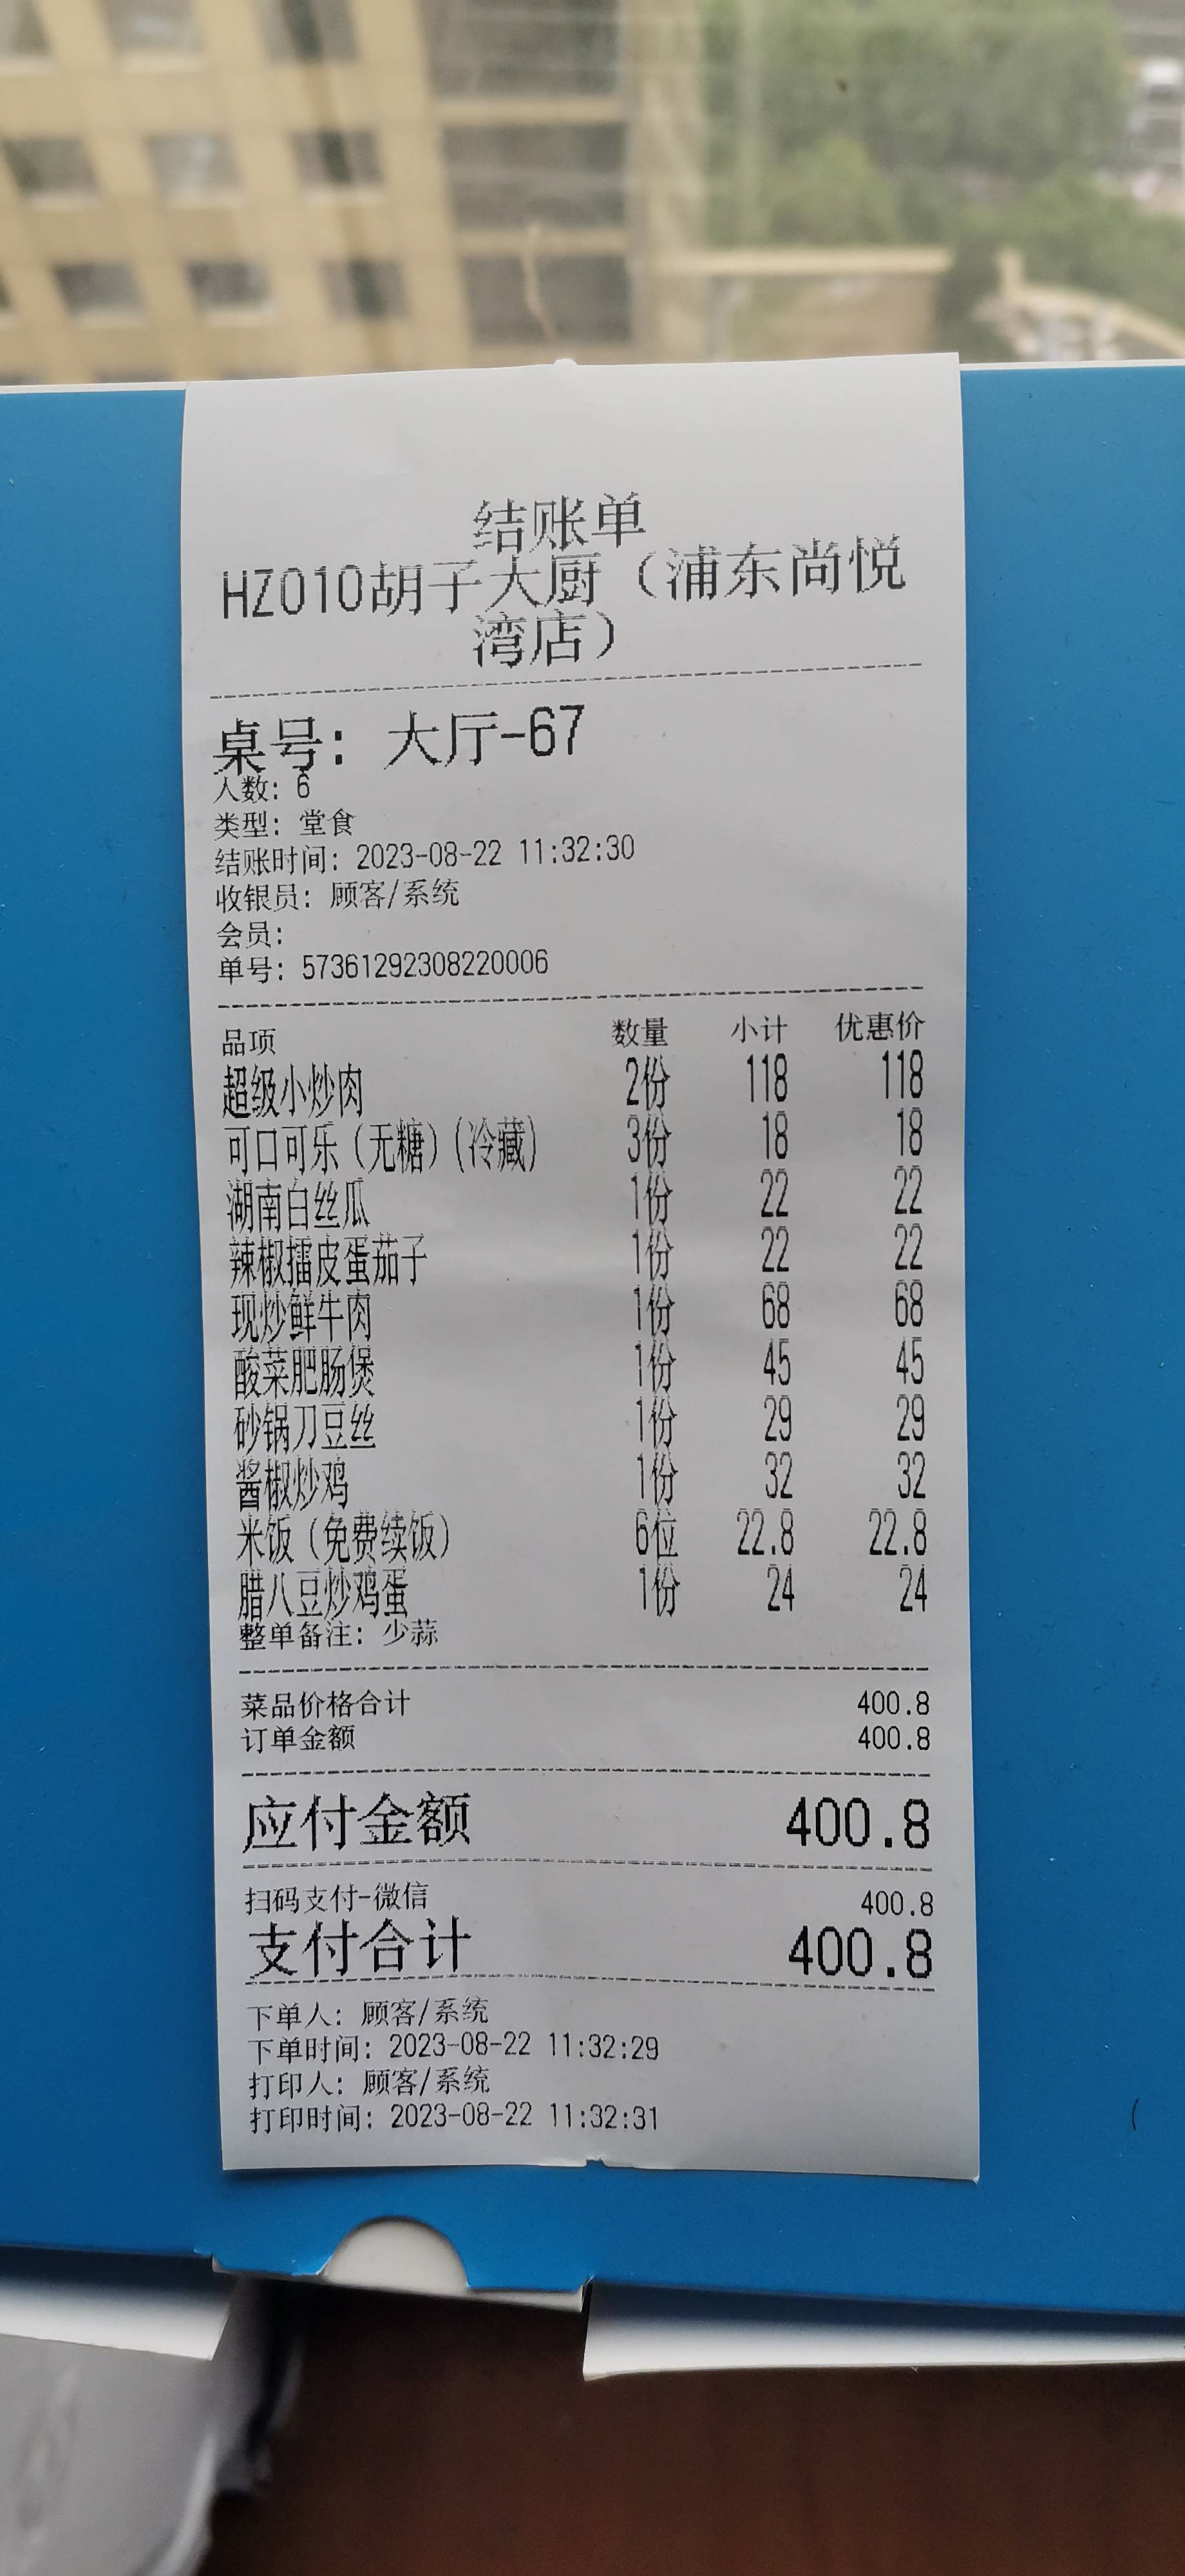 结账单
HZ010胡子大厨（浦东尚悦
湾店）
桌号: 大厅-67
人数: 6
类型: 堂食
结账时间: 2023-08-22 11:32:30
收银员: 顾客/系统
会员:
单号: 57361292308220006
品项 数量 小计 优惠价
超级小炒肉 2份 118 118
可口可乐（无糖）(冷藏) 3份 18 18
湖南白丝瓜 1份 22 22
辣椒擂皮蛋茄子 1份 22 22
现炒鲜牛肉 1份 68 68
酸菜肥肠煲 1份 45 45
砂锅刀豆丝 1份 29 29
酱椒炒鸡 1份 32 32
米饭（免费续饭） 6位 22.8 22.8
腊八豆炒鸡蛋 1份 24 24
整单备注: 少蒜
菜品价格合计 400.8
订单金额 400.8
应付金额 400.8
扫码支付-微信 400.8
支付合计 400.8
下单人: 顾客/系统
下单时间: 2023-08-22 11:32:29
打印人: 顾客/系统
打印时间: 2023-08-22 11:32:31